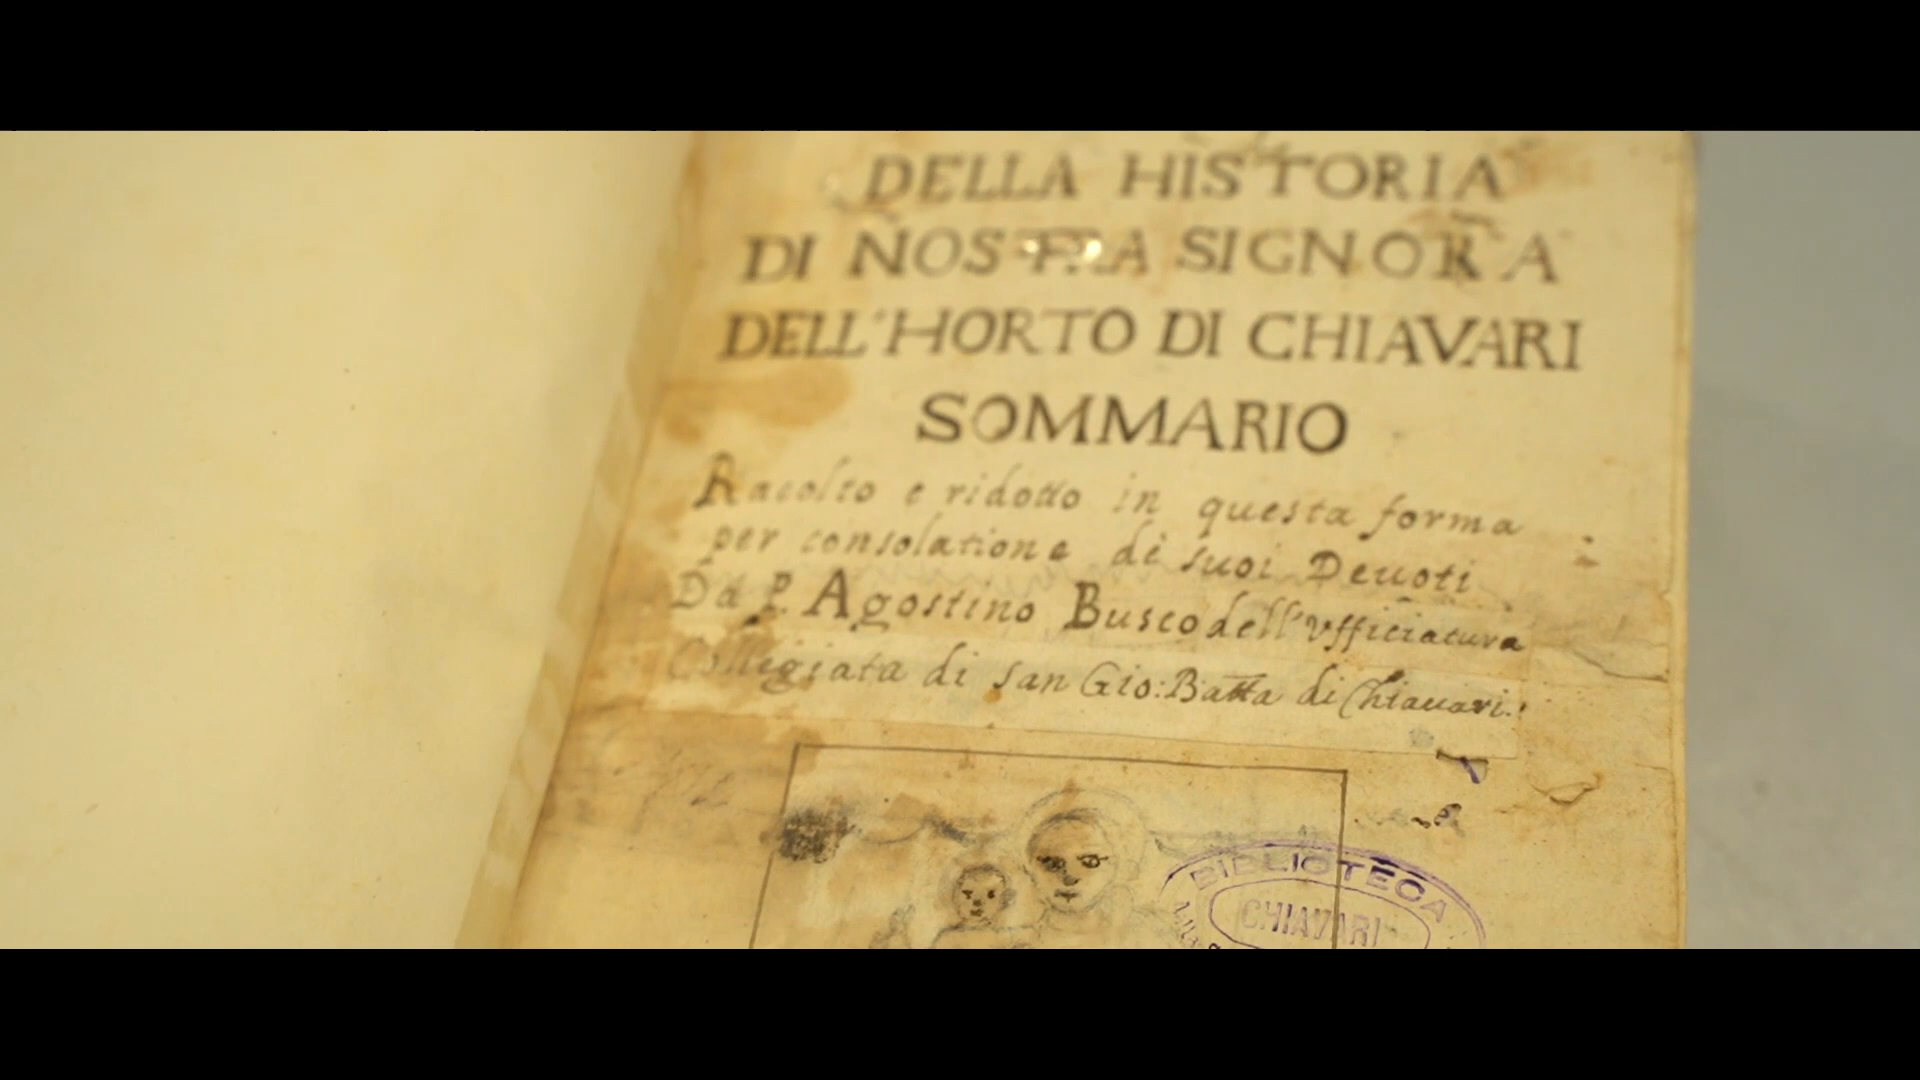 DELLA HISTORIA
DI NOSTRA SIGNORA
DELL'HORTO DI CHIAVARI
SOMMARIO
Racolto e ridotto in questa forma
per consolatione di suoi Deuoti
Da P. Agostino Busco dell'Vfficiatura
Collegiata di san Gio: Batta di Chiauari.
BIBLIOTECA
CHIAVARI